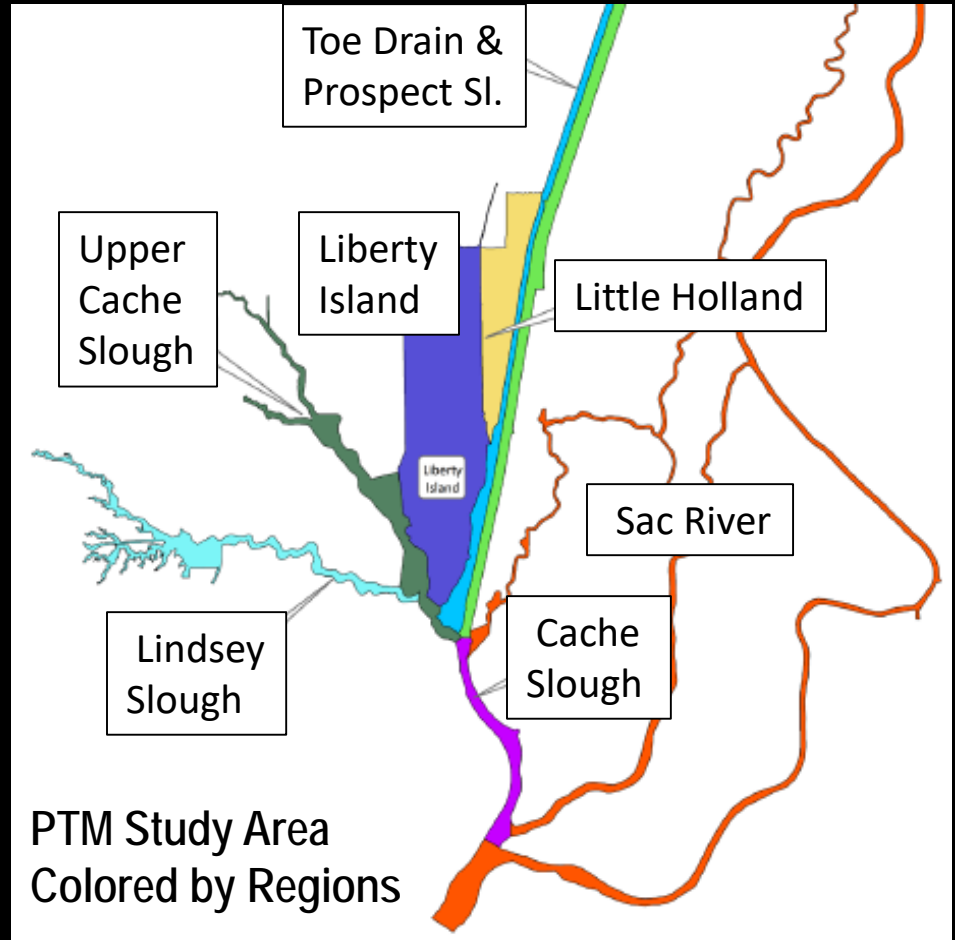 Toe Drain &
Prospect Sl.
Upper
Cache
Slough
Liberty
Island
Little Holland
Liberty
Island
Sac River
Lindsey
Slough
Cache
Slough
PTM Study Area
Colored by Regions